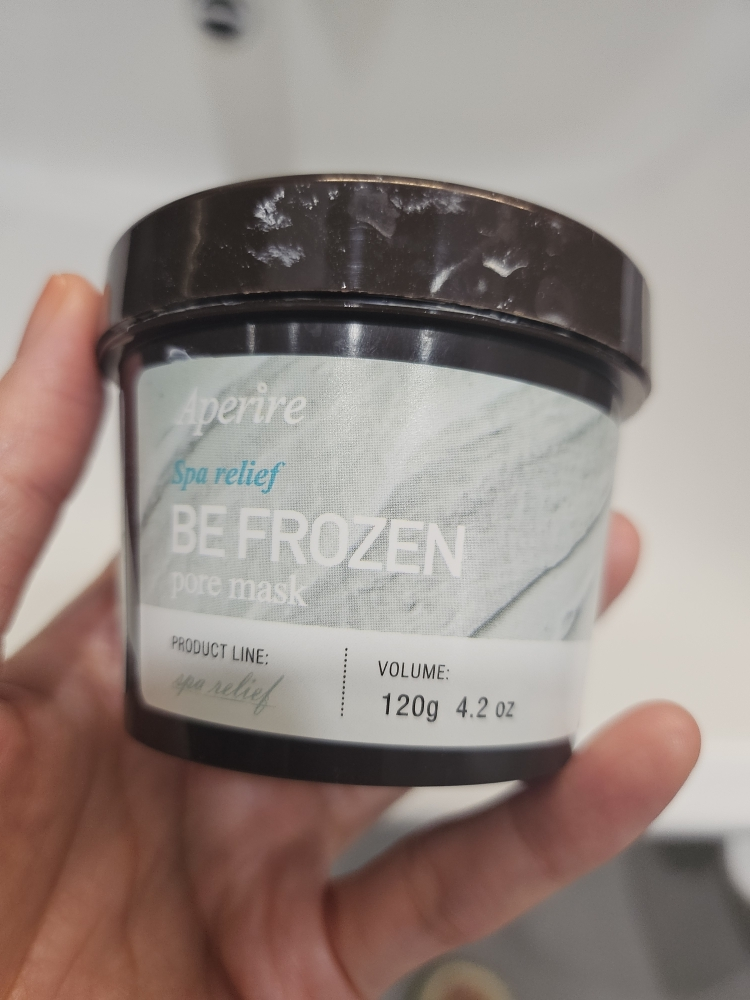 Aperire
Spa relief
BE FROZEN
pore mask
PRODUCT LINE:
spa relief
VOLUME:
120g 4.2 oz